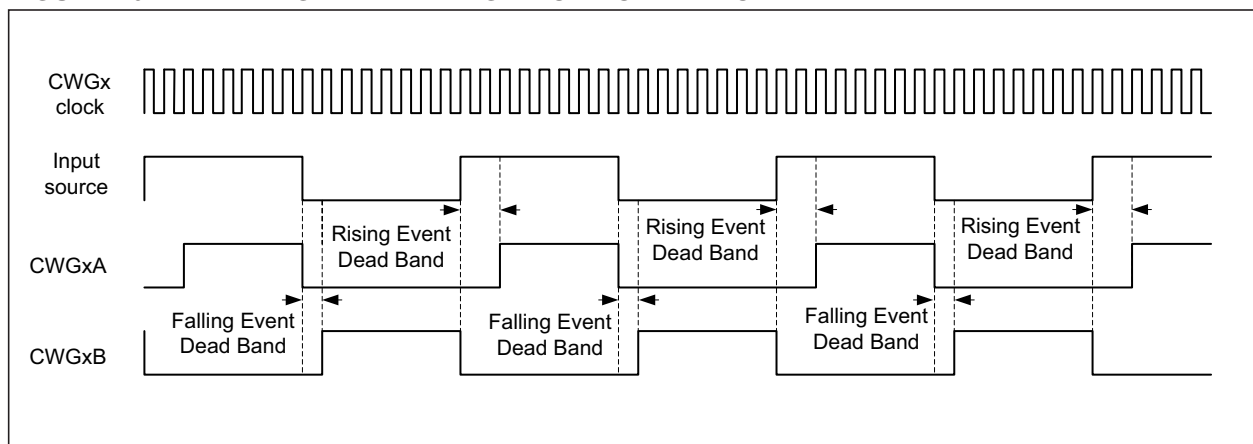 CWGx
clock
Input
source
Rising Event
Dead Band
Rising Event
Dead Band
Rising Event
Dead Band
CWGxA
Falling Event
Dead Band
Falling Event
Dead Band
Falling Event
Dead Band
CWGxB